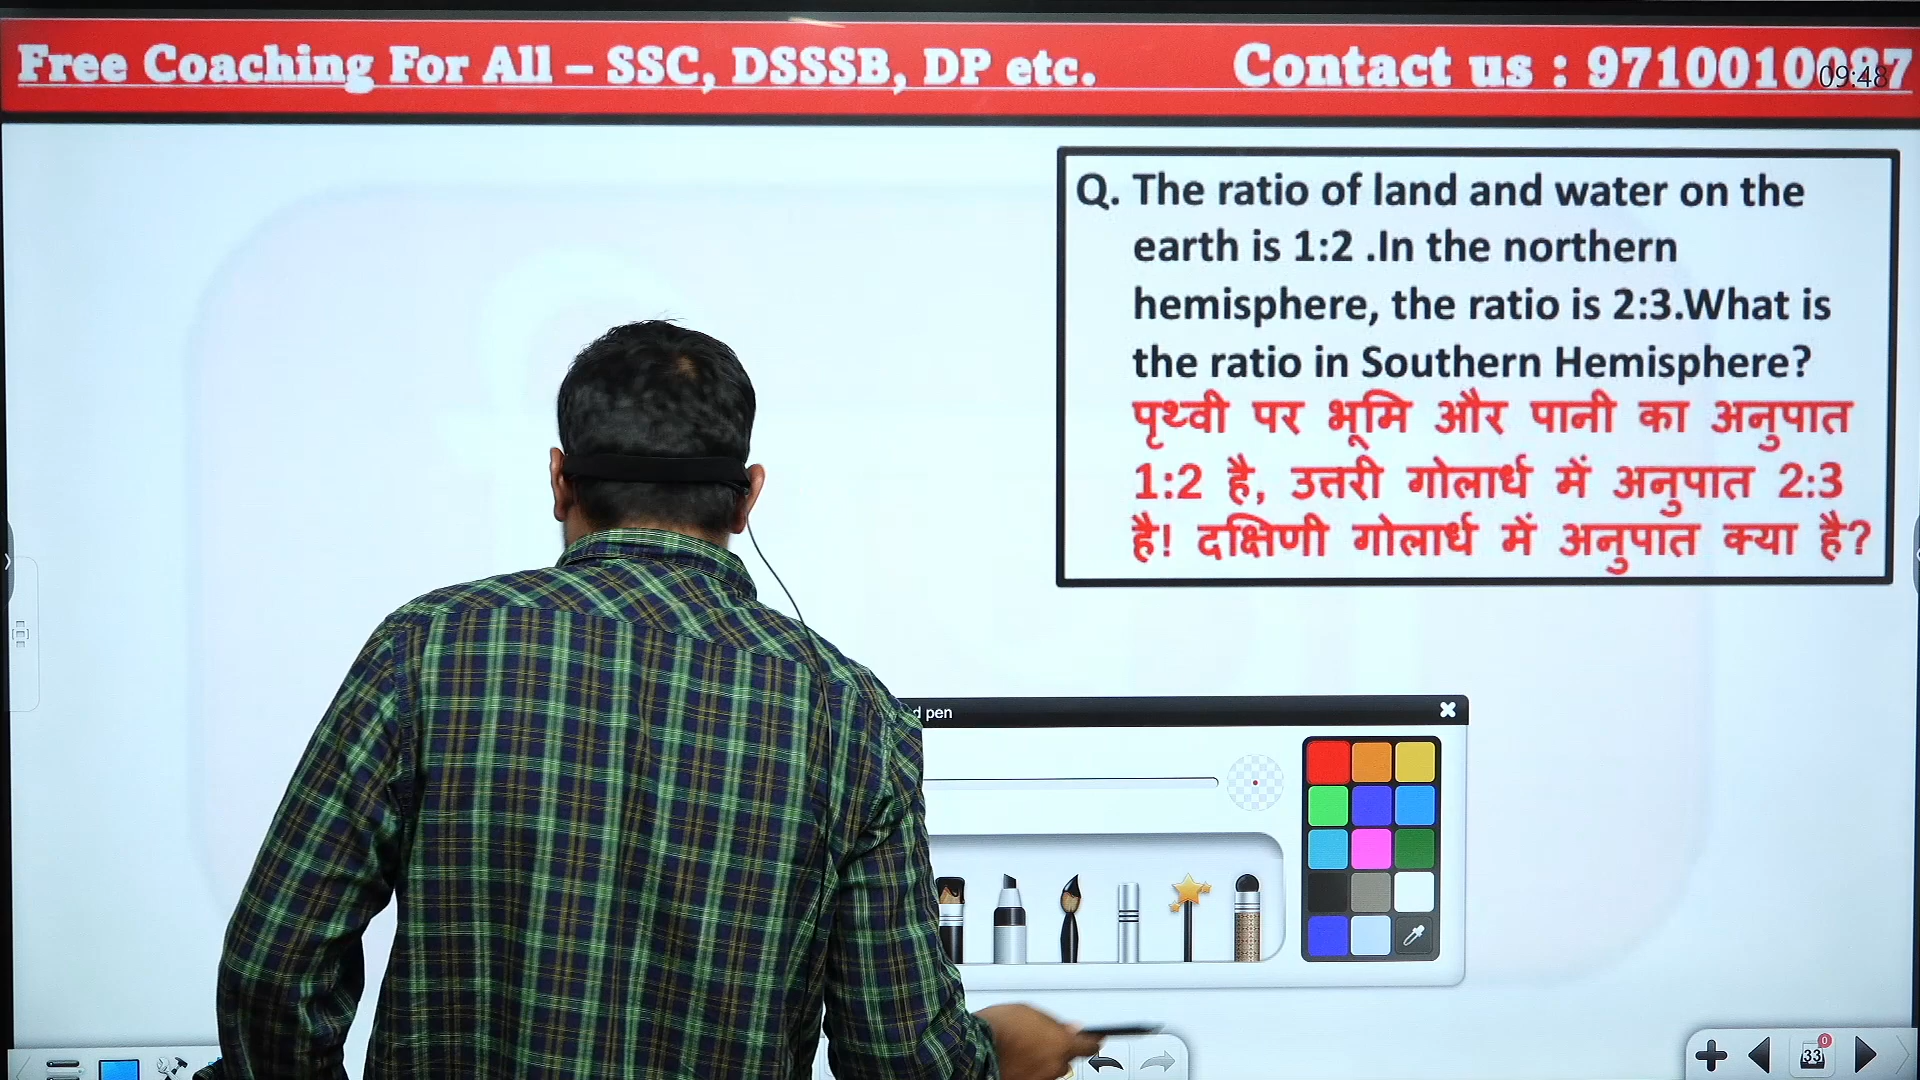 Free Coaching For All – SSC, DSSSB, DP etc. Contact us : 9710010087
09:48
Q. The ratio of land and water on the
earth is 1:2 .In the northern
hemisphere, the ratio is 2:3.What is
the ratio in Southern Hemisphere?
पृथ्वी पर भूमि और पानी का अनुपात
1:2 है, उत्तरी गोलार्ध में अनुपात 2:3
है! दक्षिणी गोलार्ध में अनुपात क्या है?
pen
0
33